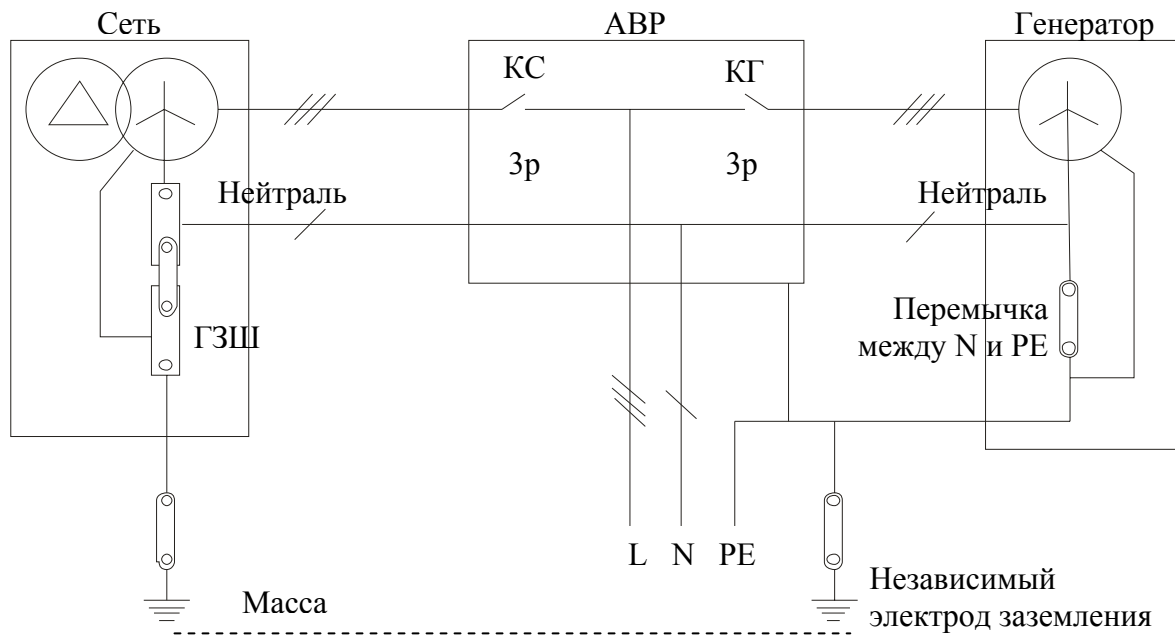 Сеть
АВР
Генератор
КС
КГ
3р
3р
Нейтраль
Нейтраль
ГЗШ
Перемычка
между N и PE
L N PE
Масса
Независимый
электрод заземления